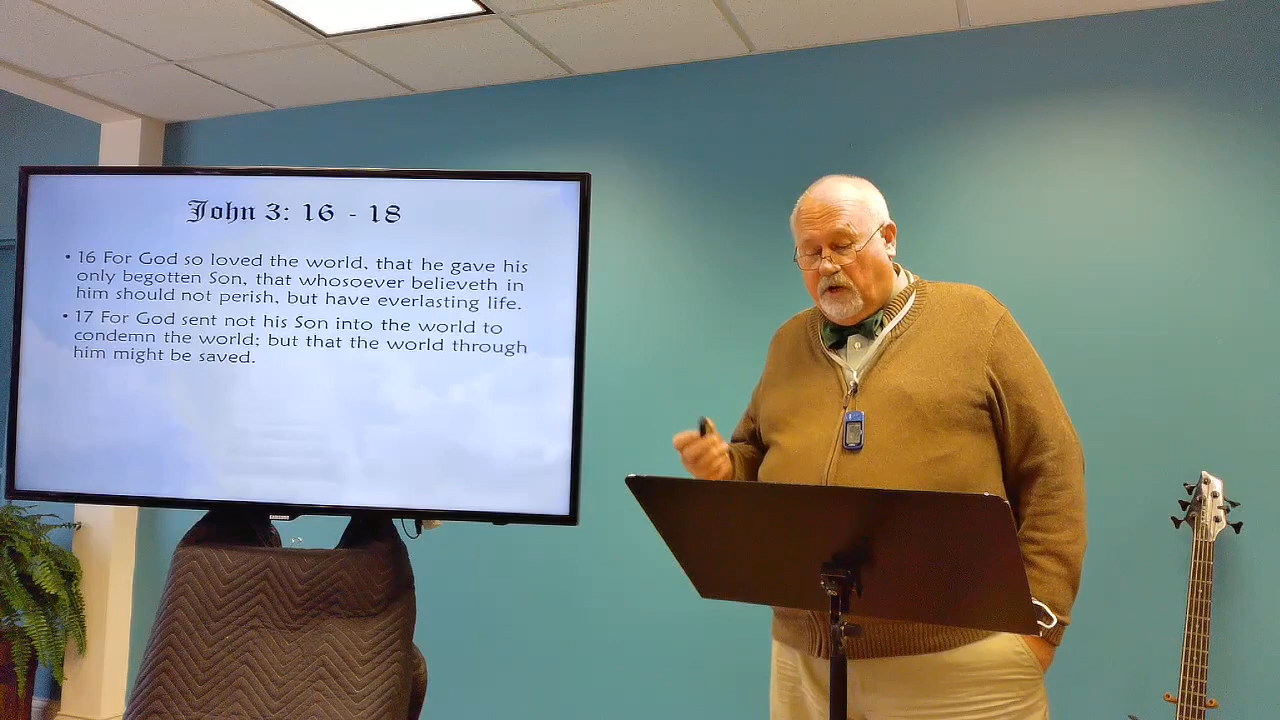 John 3: 16 - 18
• 16 For God so loved the world, that he gave his
only begotten Son, that whosoever believeth in
him should not perish, but have everlasting life.
• 17 For God sent not his Son into the world to
condemn the world; but that the world through
him might be saved.